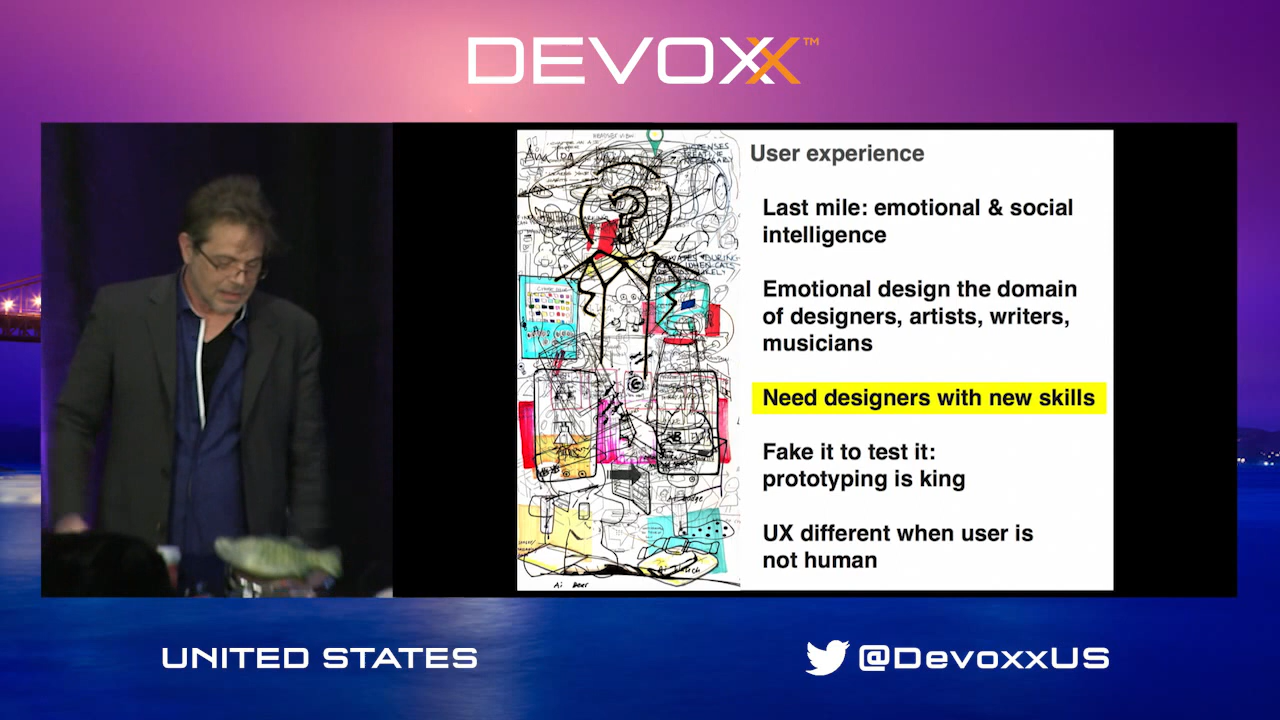 DEVOXX™
User experience
Last mile: emotional & social
intelligence
Emotional design the domain
of designers, artists, writers,
musicians
Need designers with new skills
Fake it to test it:
prototyping is king
UX different when user is
not human
Ai Beer
UNITED STATES
@DevoxxUS